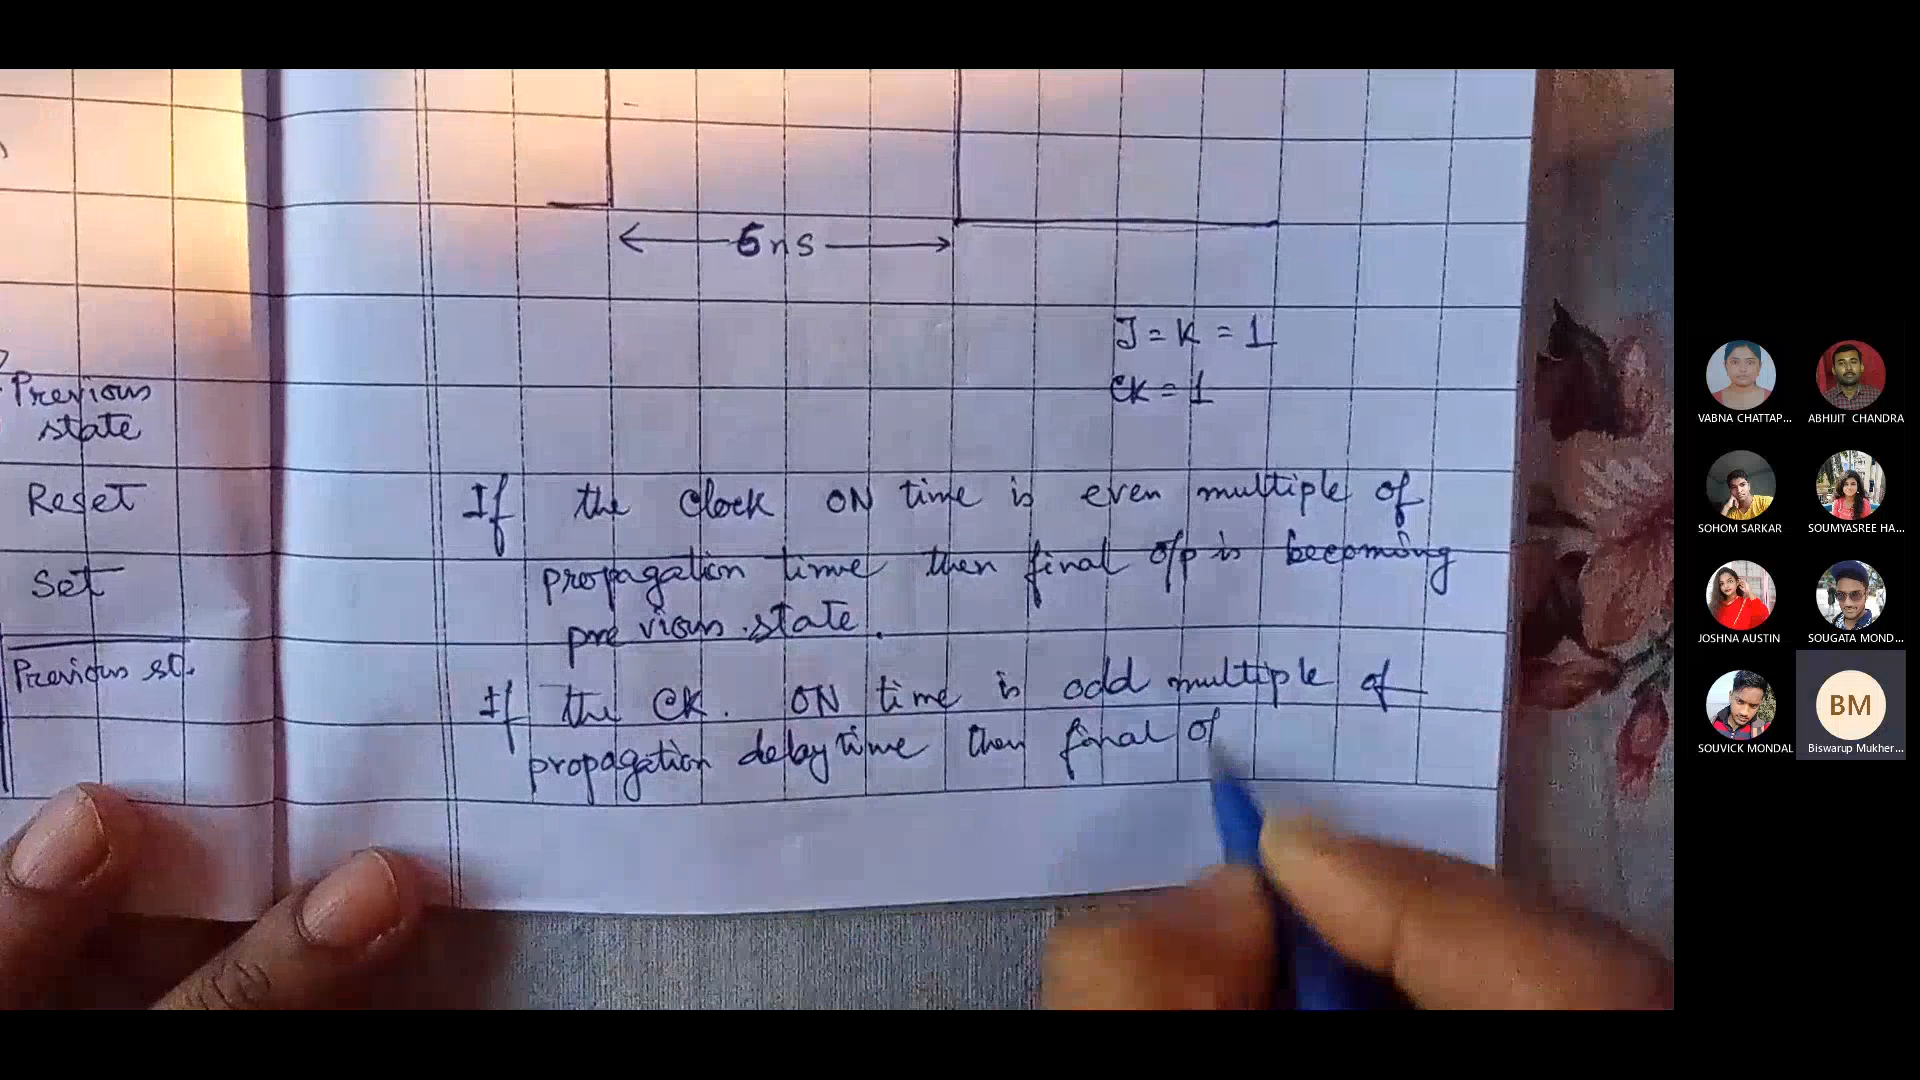 5ns
J = K = 1
CK = 1
Previous
state
Reset
Set
Previous st.
If the Clock ON time is even multiple of
propagation time then final o/p is becoming
previous state.
If the CK. ON time is odd multiple of
propagation delay time then final o/
VABNA CHATTAP...
ABHIJIT CHANDRA
SOHOM SARKAR
SOUMYASREE HA...
JOSHNA AUSTIN
SOUGATA MOND...
SOUVICK MONDAL
BM
Biswarup Mukher...